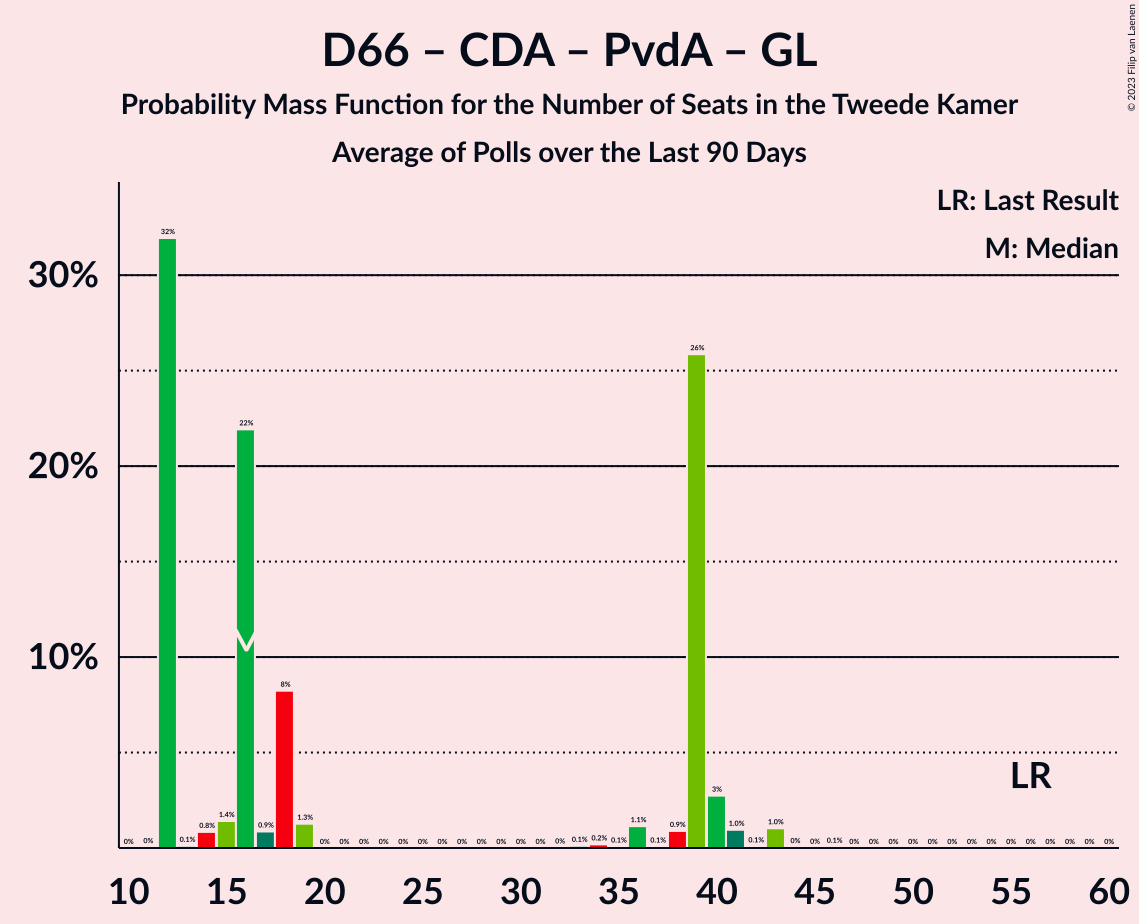 © 2023 Filip van Laenen
D66 – CDA – PvdA – GL
Probability Mass Function for the Number of Seats in the Tweede Kamer
Average of Polls over the Last 90 Days
LR: Last Result
M: Median
30%
20%
10%
0% 0% 32% 0.1% 0.8% 1.4% 22% 0.9% 8% 1.3% 0% 0% 0% 0% 0% 0% 0% 0% 0% 0% 0% 0% 0% 0.1% 0.2% 0.1% 1.1% 0.1% 0.9% 26% 3% 1.0% 0.1% 1.0% 0% 0% 0.1% 0% 0% 0% 0% 0% 0% 0% 0% 0% 0% 0% 0% 0% 0%
LR
10 15 20 25 30 35 40 45 50 55 60